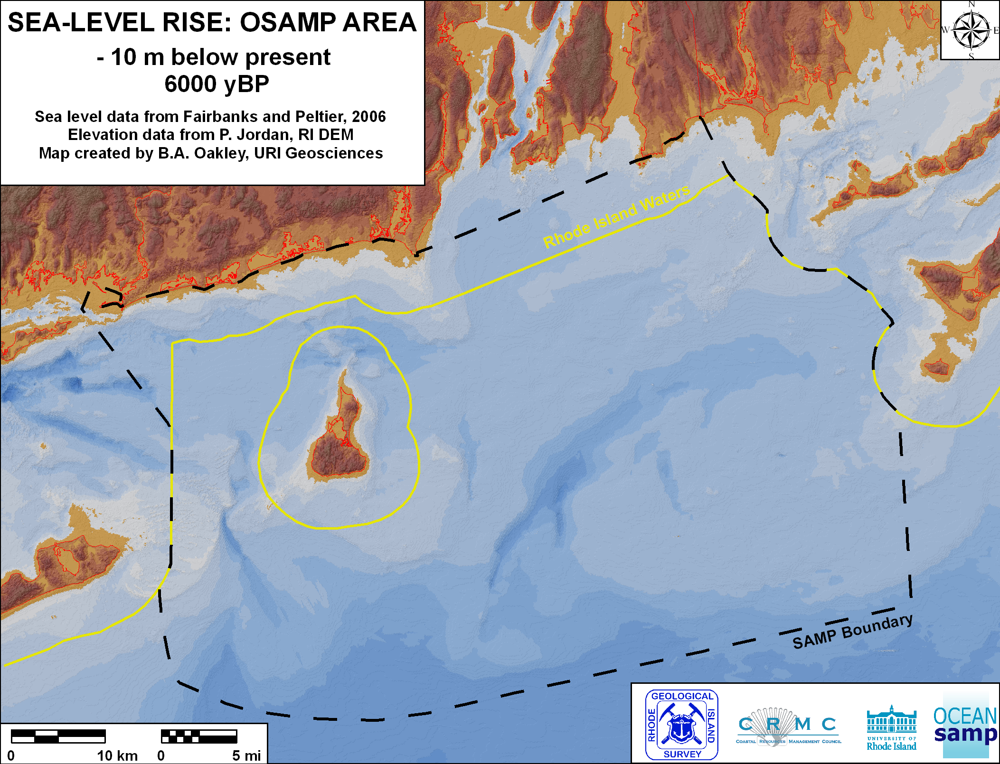 SEA-LEVEL RISE: OSAMP AREA
- 10 m below present
6000 yBP
Sea level data from Fairbanks and Peltier, 2006
Elevation data from P. Jordan, RI DEM
Map created by B.A. Oakley, URI Geosciences
N
W E
S
Rhode Island Waters
SAMP Boundary
0 10 km
0 5 mi
RHODE
GEOLOGICAL
ISLAND
SURVEY
C R M C
COASTAL RESOURCES MANAGEMENT COUNCIL
UNIVERSITY OF
Rhode Island
OCEAN
samp